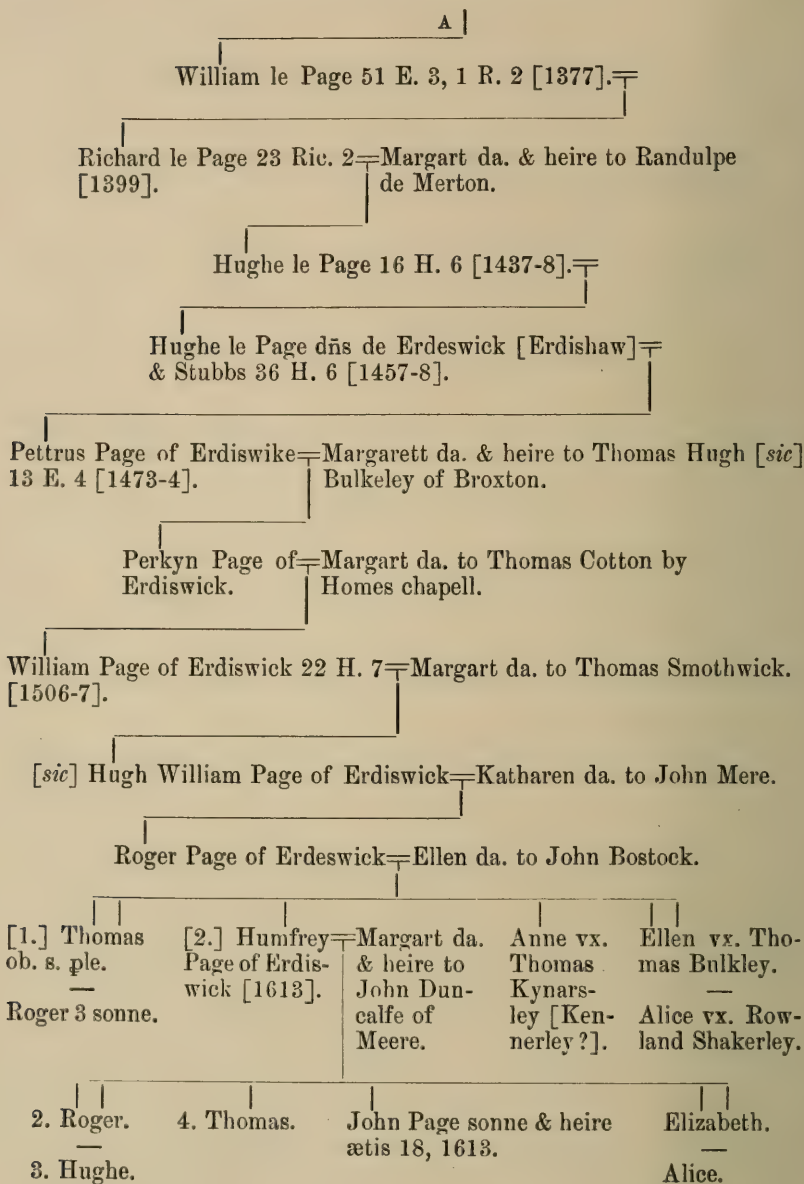 A
William le Page 51 E. 3, 1 R. 2 [1377].
Richard le Page 23 Ric. 2=Margart da. & heire to Randulpe
[1399]. de Merton.
Hughe le Page 16 H. 6 [1437-8].
Hughe le Page dn̄s de Erdeswick [Erdishaw]
& Stubbs 36 H. 6 [1457-8].
Pettrus Page of Erdiswike=Margarett da. & heire to Thomas Hugh [sic]
13 E. 4 [1473-4]. Bulkeley of Broxton.
Perkyn Page of=Margart da. to Thomas Cotton by
Erdiswick. Homes chapell.
William Page of Erdiswick 22 H. 7=Margart da. to Thomas Smothwick.
[1506-7].
[sic] Hugh William Page of Erdiswick=Katharen da. to John Mere.
Roger Page of Erdeswick=Ellen da. to John Bostock.
[1.] Thomas
ob. s. ꝑle.
—
Roger 3 sonne.
[2.] Humfrey=Margart da.
Page of Erdis- & heire to
wick [1613]. John Dun-
calfe of
Meere.
Anne vx.
Thomas
Kynars-
ley [Ken-
nerley?].
Ellen vx. Tho-
mas Bulkley.
—
Alice vx. Row-
land Shakerley.
2. Roger.
—
3. Hughe.
4. Thomas.
John Page sonne & heire
ætis 18, 1613.
Elizabeth.
—
Alice.